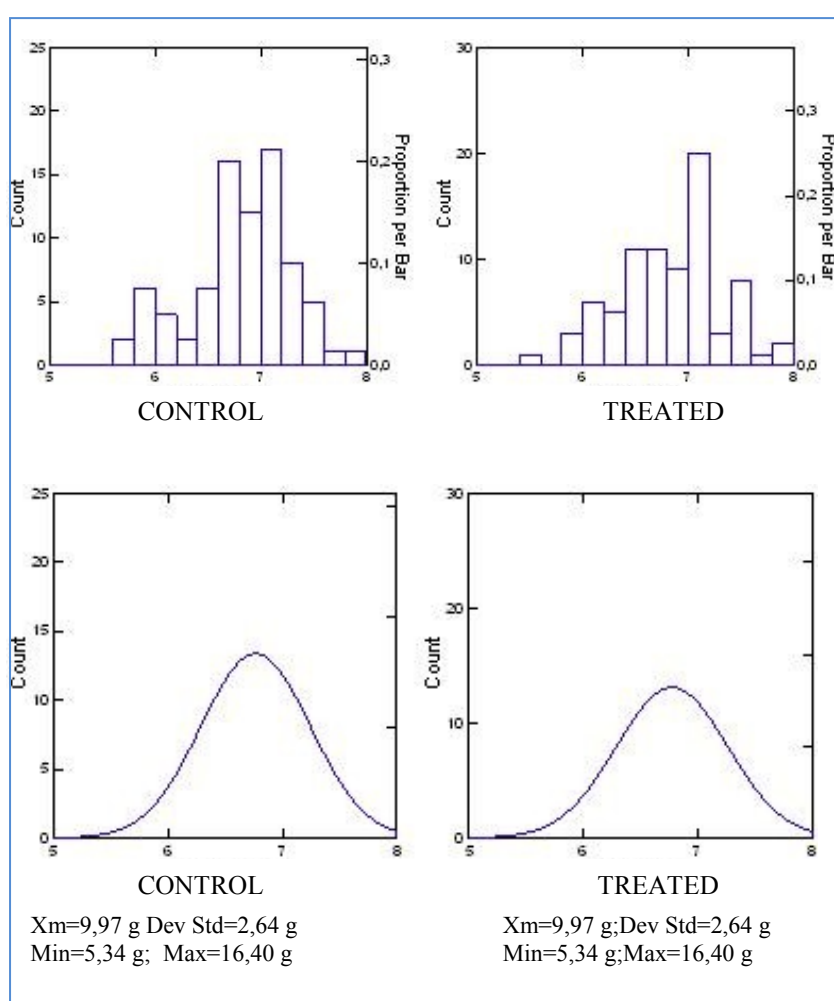 25
20
15
10
5
0
Count
0,3
0,2
0,1
0,0
Proportion per Bar
5 6 7 8
CONTROL
30
20
10
0
Count
0,3
0,2
0,1
0,0
Proportion per Bar
5 6 7 8
TREATED
25
20
15
10
5
0
Count
5 6 7 8
CONTROL
30
20
10
0
Count
5 6 7 8
TREATED
Xm=9,97 g Dev Std=2,64 g
Min=5,34 g; Max=16,40 g
Xm=9,97 g;Dev Std=2,64 g
Min=5,34 g;Max=16,40 g